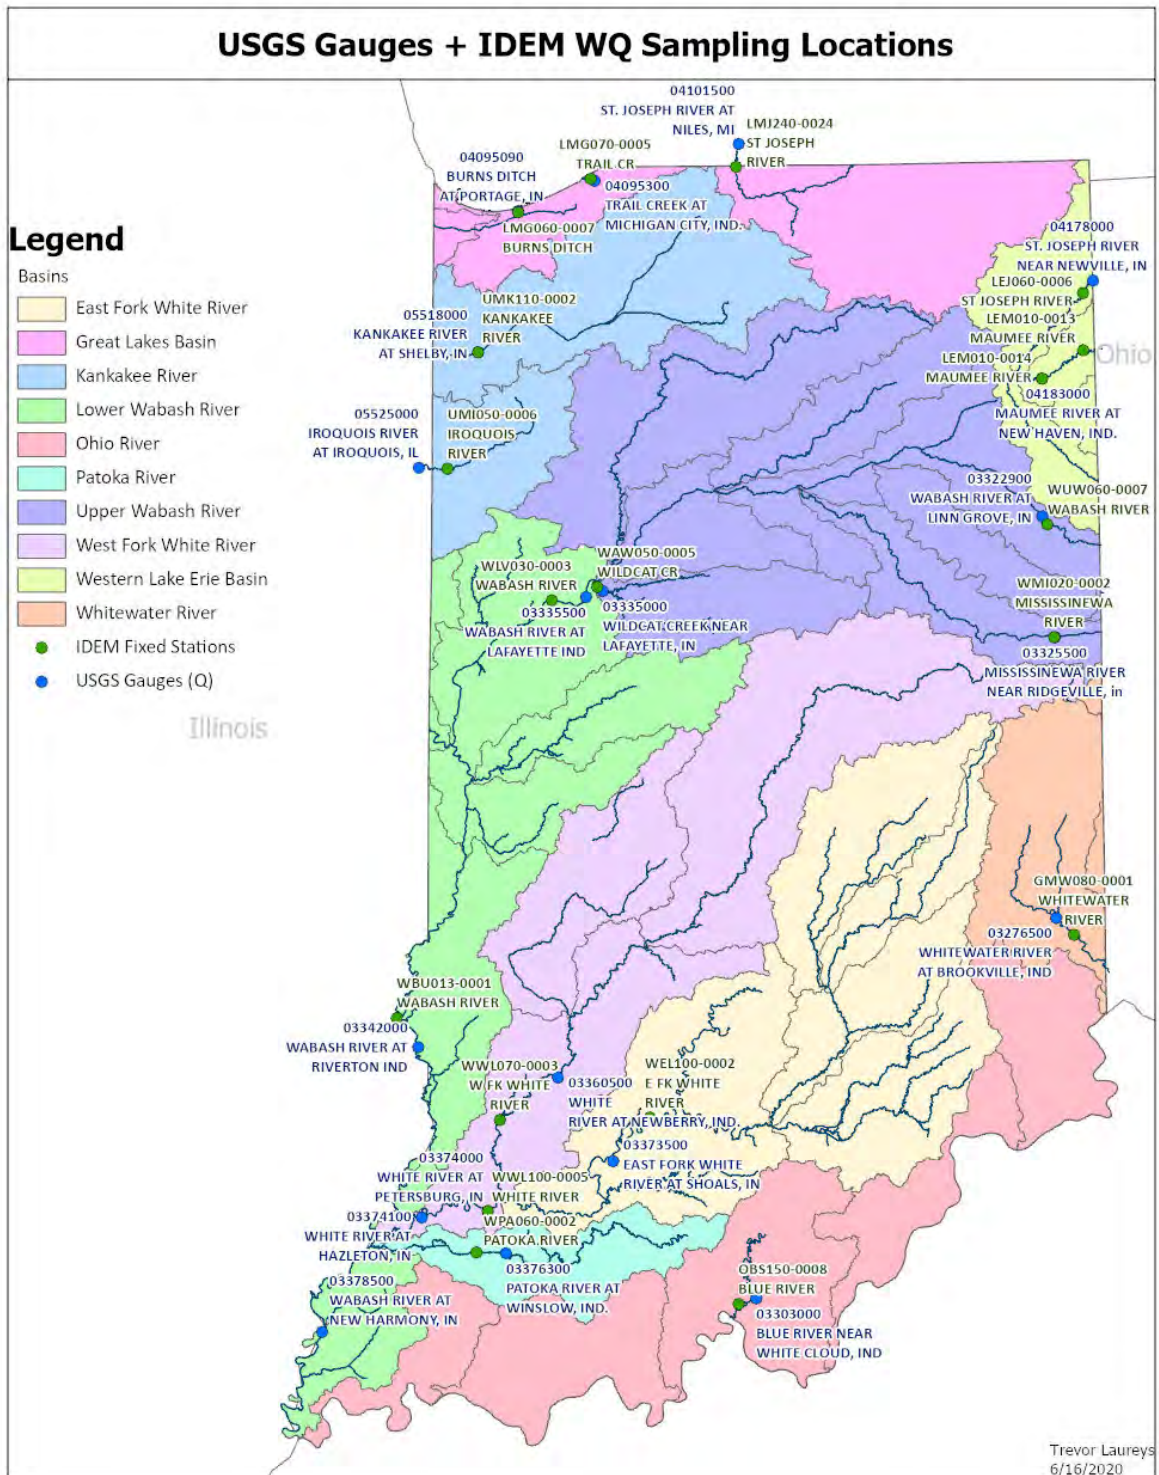 USGS Gauges + IDEM WQ Sampling Locations
04101500
ST. JOSEPH RIVER AT
NILES, MI
LMJ240-0024
ST JOSEPH
RIVER
LMG070-0005
TRAIL CR
04095090
BURNS DITCH
AT PORTAGE, IN
04095300
TRAIL CREEK AT
MICHIGAN CITY, IND.
LMG060-0007
BURNS DITCH
04178000
ST. JOSEPH RIVER
NEAR NEWVILLE, IN
LEJ060-0006
ST JOSEPH RIVER
LEM010-0013
MAUMEE RIVER
LEM010-0014
MAUMEE RIVER
04183000
MAUMEE RIVER AT
NEW HAVEN, IND.
Ohio
Legend
Basins
East Fork White River
Great Lakes Basin
Kankakee River
Lower Wabash River
Ohio River
Patoka River
Upper Wabash River
West Fork White River
Western Lake Erie Basin
Whitewater River
IDEM Fixed Stations
USGS Gauges (Q)
Illinois
UMK110-0002
KANKAKEE
RIVER
05518000
KANKAKEE RIVER
AT SHELBY, IN
05525000
IROQUOIS RIVER
AT IROQUOIS, IL
UMI050-0006
IROQUOIS
RIVER
03322900
WABASH RIVER AT
LINN GROVE, IN
WUW060-0007
WABASH RIVER
WAW050-0005
WILDCAT CR
WLV030-0003
WABASH RIVER
03335500
WABASH RIVER AT
LAFAYETTE IND
03335000
WILDCAT CREEK NEAR
LAFAYETTE, IN
WMI020-0002
MISSISSINEWA
RIVER
03325500
MISSISSINEWA RIVER
NEAR RIDGEVILLE, in
GMW080-0001
WHITEWATER
RIVER
03276500
WHITEWATER RIVER
AT BROOKVILLE, IND
WBU013-0001
WABASH RIVER
03342000
WABASH RIVER AT
RIVERTON IND
WWL070-0003
W FK WHITE
RIVER
03360500
WHITE
RIVER AT NEWBERRY, IND.
WEL100-0002
E FK WHITE
RIVER
03373500
EAST FORK WHITE
RIVER AT SHOALS, IN
03374000
WHITE RIVER AT
PETERSBURG, IN
WWL100-0005
WHITE RIVER
03374100
WHITE RIVER AT
HAZLETON, IN
WPA060-0002
PATOKA RIVER
03376300
PATOKA RIVER AT
WINSLOW, IND.
03378500
WABASH RIVER AT
NEW HARMONY, IN
OBS150-0008
BLUE RIVER
03303000
BLUE RIVER NEAR
WHITE CLOUD, IND
Trevor Laureys
6/16/2020